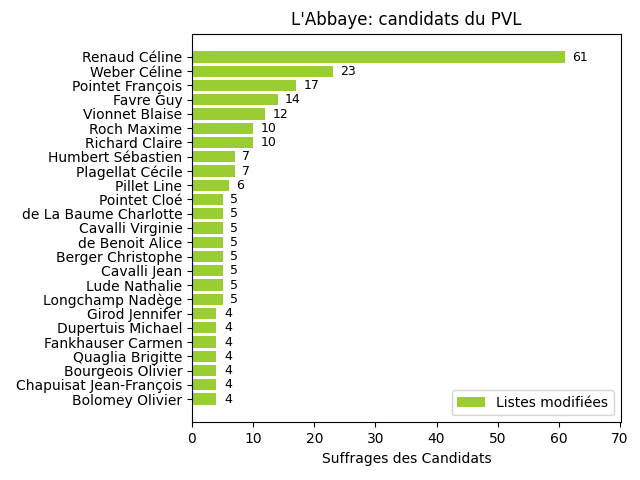 L'Abbaye: candidats du PVL
Renaud Céline 61
Weber Céline 23
Pointet François 17
Favre Guy 14
Vionnet Blaise 12
Roch Maxime 10
Richard Claire 10
Humbert Sébastien 7
Plagellat Cécile 7
Pillet Line 6
Pointet Cloé 5
de La Baume Charlotte 5
Cavalli Virginie 5
de Benoit Alice 5
Berger Christophe 5
Cavalli Jean 5
Lude Nathalie 5
Longchamp Nadège 5
Girod Jennifer 4
Dupertuis Michael 4
Fankhauser Carmen 4
Quaglia Brigitte 4
Bourgeois Olivier 4
Chapuisat Jean-François 4
Bolomey Olivier 4
Listes modifiées
0 10 20 30 40 50 60 70
Suffrages des Candidats